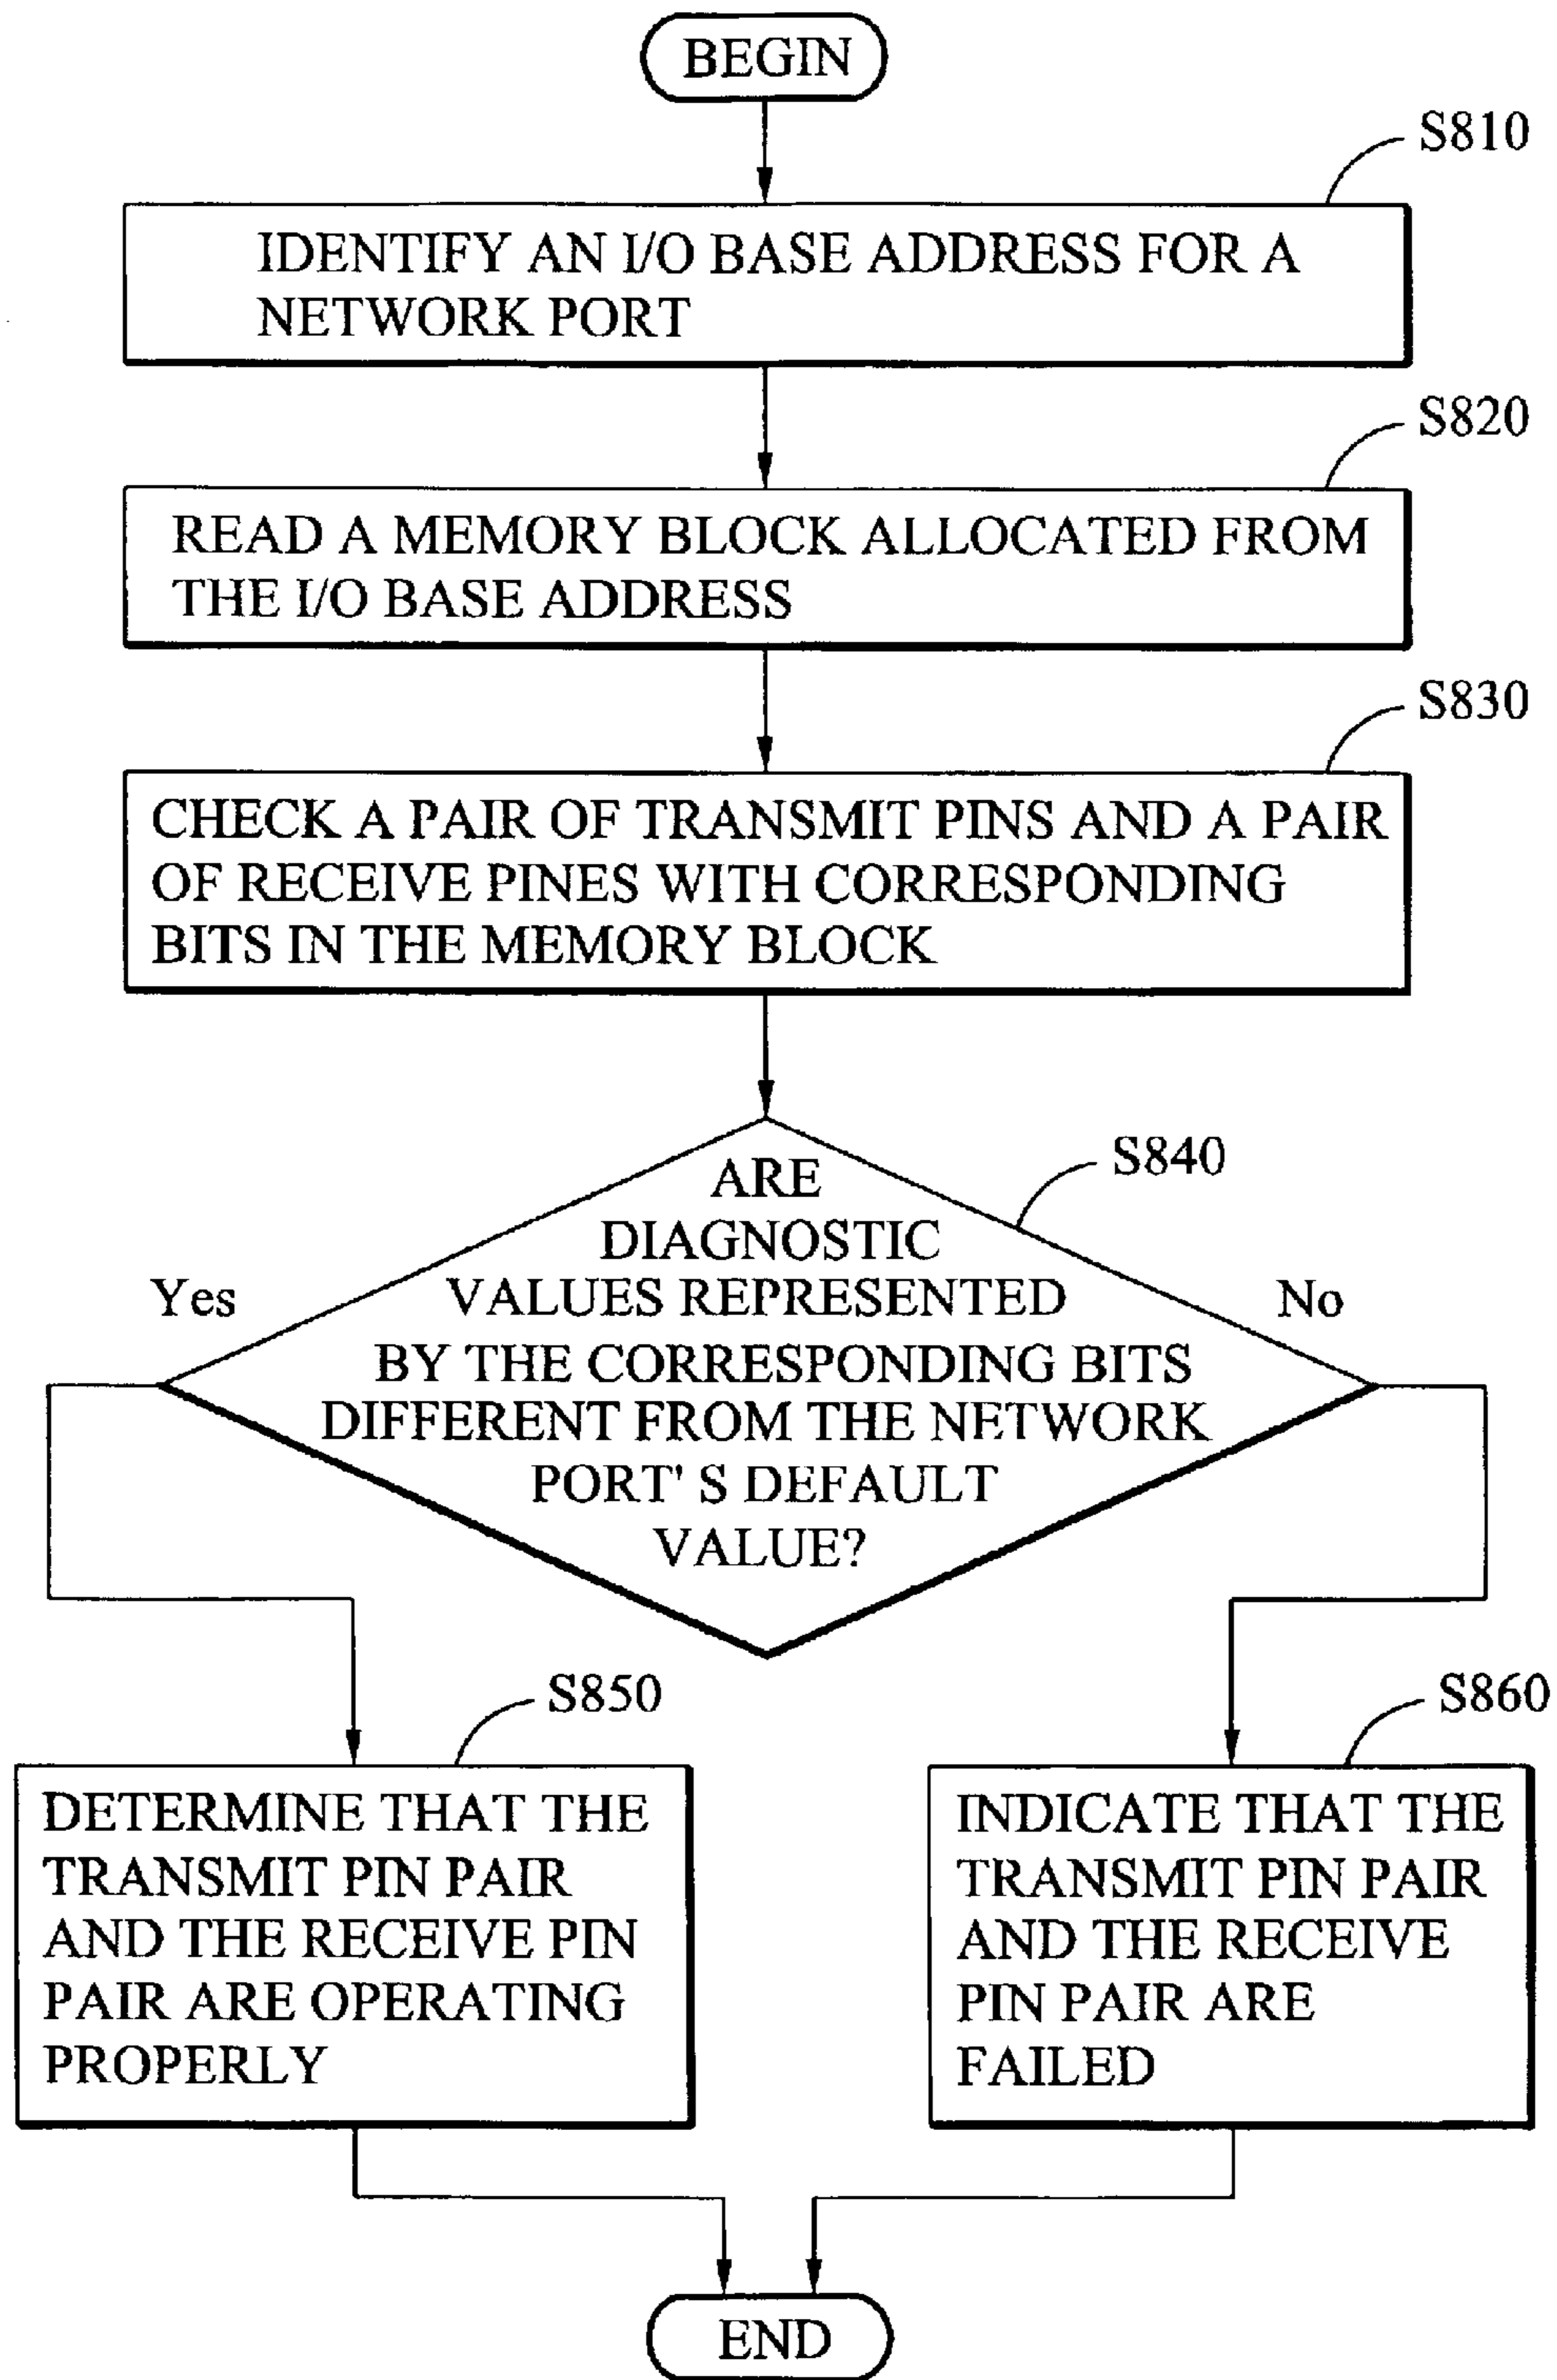 BEGIN
S810
IDENTIFY AN I/O BASE ADDRESS FOR A
NETWORK PORT
S820
READ A MEMORY BLOCK ALLOCATED FROM
THE I/O BASE ADDRESS
S830
CHECK A PAIR OF TRANSMIT PINS AND A PAIR
OF RECEIVE PINES WITH CORRESPONDING
BITS IN THE MEMORY BLOCK
S840
ARE
DIAGNOSTIC
VALUES REPRESENTED
BY THE CORRESPONDING BITS
DIFFERENT FROM THE NETWORK
PORT' S DEFAULT
VALUE?
Yes
No
S850
DETERMINE THAT THE
TRANSMIT PIN PAIR
AND THE RECEIVE PIN
PAIR ARE OPERATING
PROPERLY
S860
INDICATE THAT THE
TRANSMIT PIN PAIR
AND THE RECEIVE
PIN PAIR ARE
FAILED
END